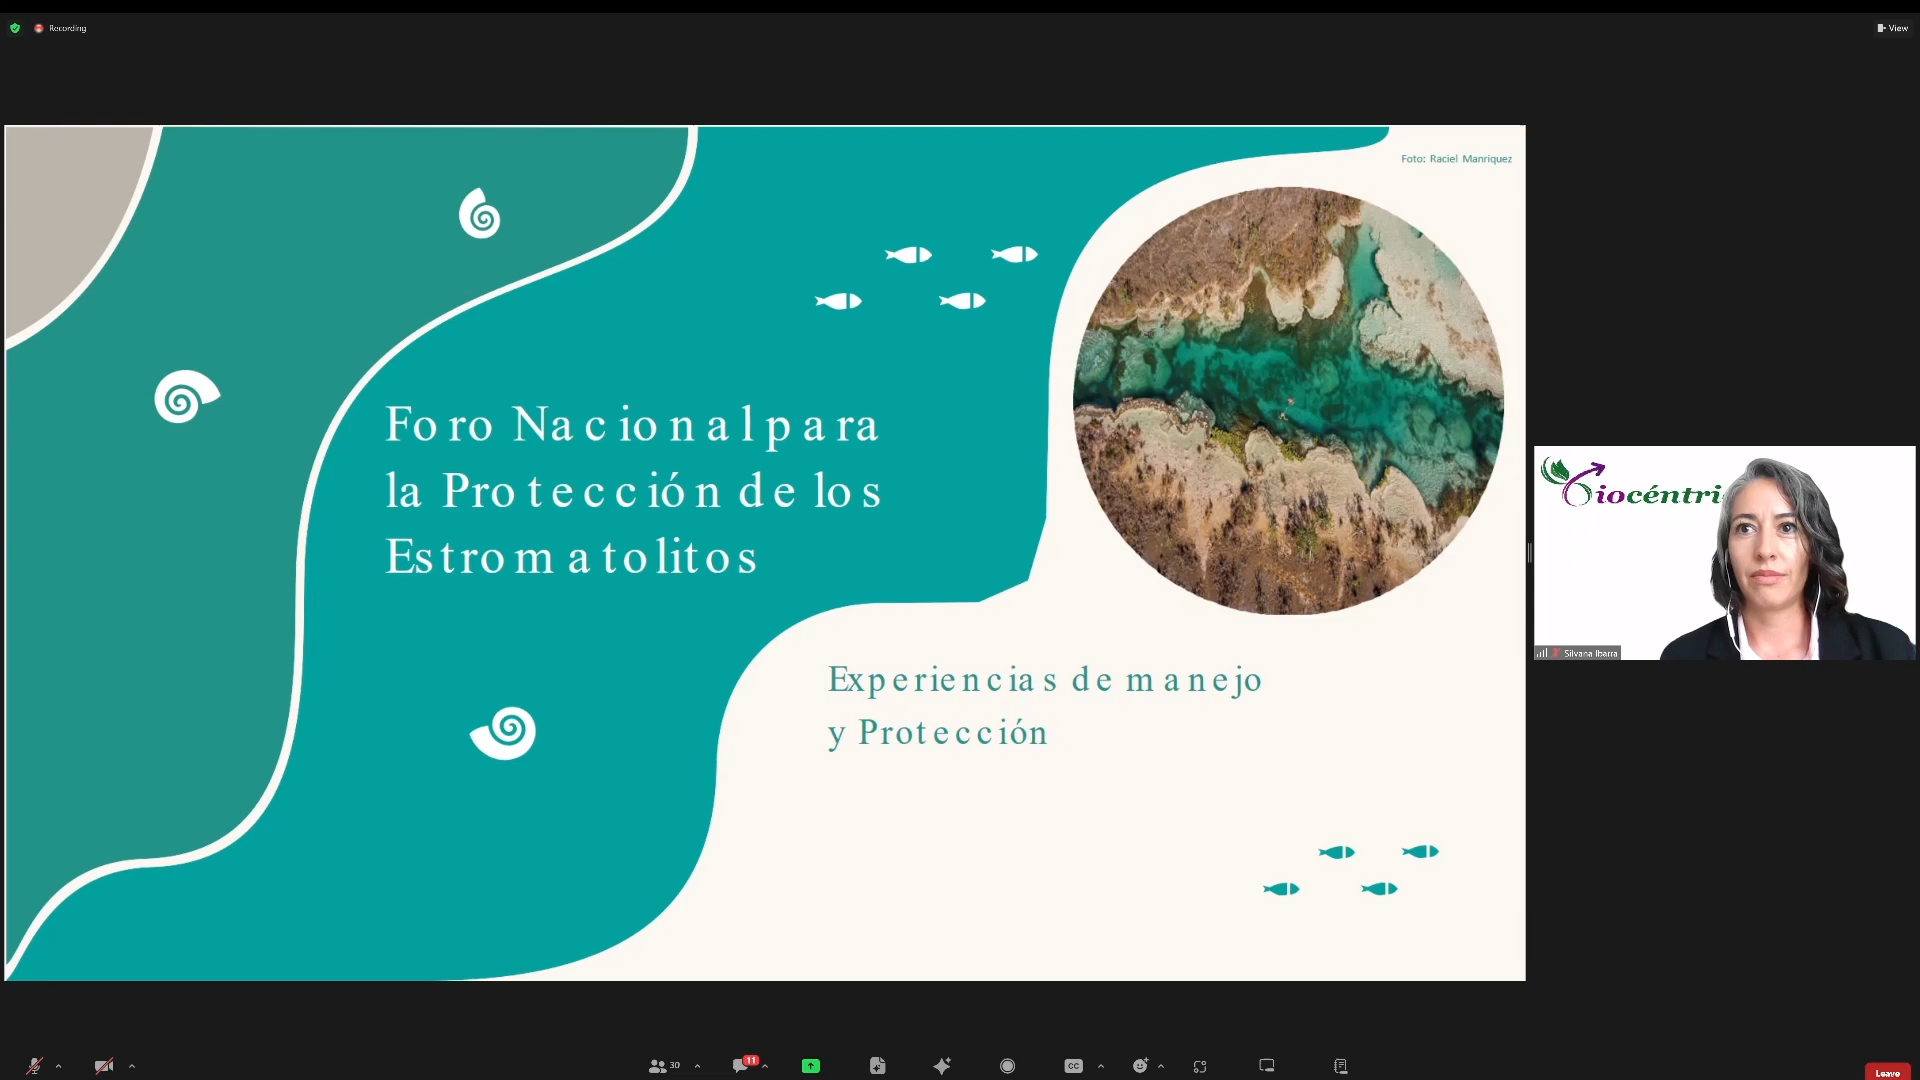 Recording
View
Foto: Raciel Manriquez
Foro Nacional para
la Protección de los
Estromatolitos
Experiencias de manejo
y Protección
iocéntri
Silvana Ibarra
30
11
CC
Leave